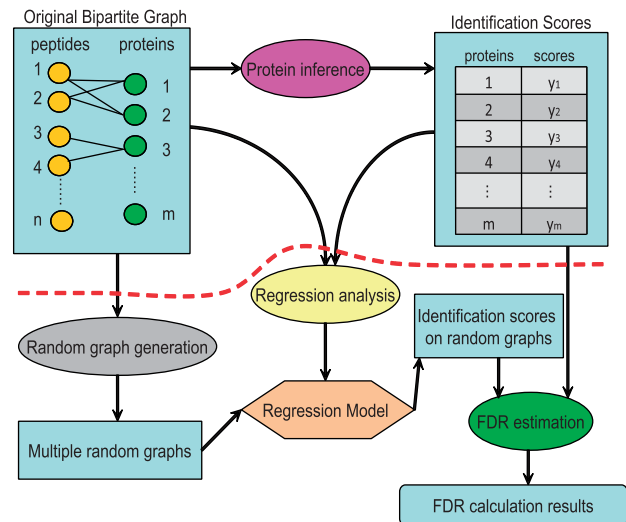 Original Bipartite Graph
peptides
proteins
1
2
3
4
n
1
2
3
m
Protein inference
Identification Scores
proteins scores
1 y1
2 y2
3 y3
4 y4
⋮ ⋮
m ym
Regression analysis
Random graph generation
Identification scores
on random graphs
Multiple random graphs
Regression Model
FDR estimation
FDR calculation results